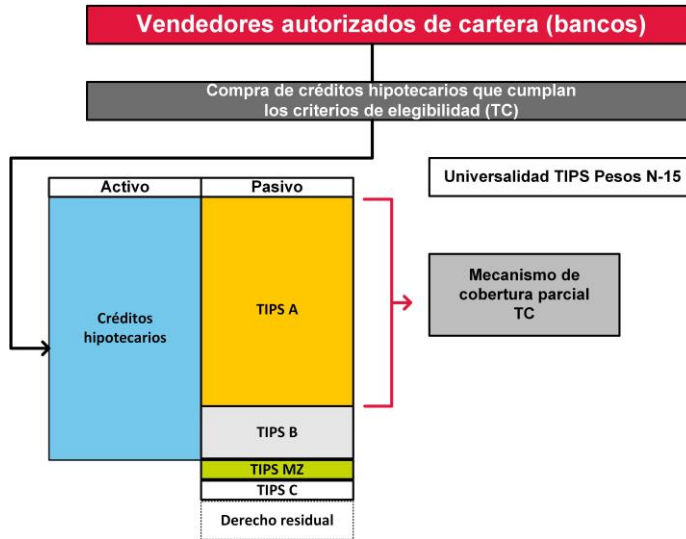 Vendedores autorizados de cartera (bancos)
Compra de créditos hipotecarios que cumplan
los criterios de elegibilidad (TC)
Universalidad TIPS Pesos N-15
Activo
Pasivo
Créditos
hipotecarios
TIPS A
Mecanismo de
cobertura parcial
TC
TIPS B
TIPS MZ
TIPS C
Derecho residual